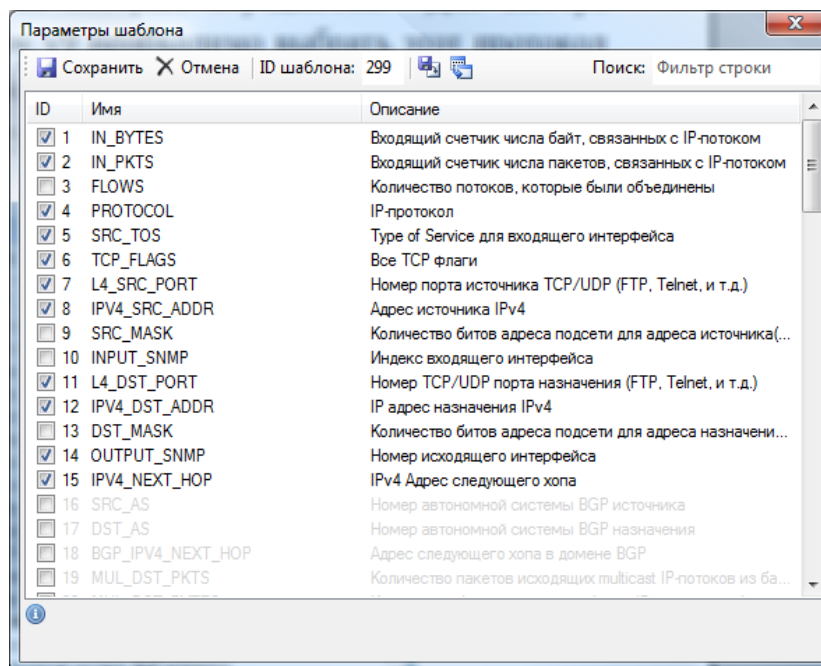 Параметры шаблона
Сохранить Отмена ID шаблона: 299 Поиск: Фильтр строки
ID Имя Описание
1 IN_BYTES Входящий счетчик числа байт, связанных с IP-потоком
2 IN_PKTS Входящий счетчик числа пакетов, связанных с IP-потоком
3 FLOWS Количество потоков, которые были объединены
4 PROTOCOL IP-протокол
5 SRC_TOS Type of Service для входящего интерфейса
6 TCP_FLAGS Все TCP флаги
7 L4_SRC_PORT Номер порта источника TCP/UDP (FTP, Telnet, и т.д.)
8 IPV4_SRC_ADDR Адрес источника IPv4
9 SRC_MASK Количество битов адреса подсети для адреса источника(...
10 INPUT_SNMP Индекс входящего интерфейса
11 L4_DST_PORT Номер TCP/UDP порта назначения (FTP, Telnet, и т.д.)
12 IPV4_DST_ADDR IP адрес назначения IPv4
13 DST_MASK Количество битов адреса подсети для адреса назначени...
14 OUTPUT_SNMP Номер исходящего интерфейса
15 IPV4_NEXT_HOP IPv4 Адрес следующего хопа
16 SRC_AS Номер автономной системы BGP источника
17 DST_AS Номер автономной системы BGP назначения
18 BGP_IPV4_NEXT_HOP Адрес следующего хопа в домене BGP
19 MUL_DST_PKTS Количество пакетов исходящих multicast IP-потоков из ба...